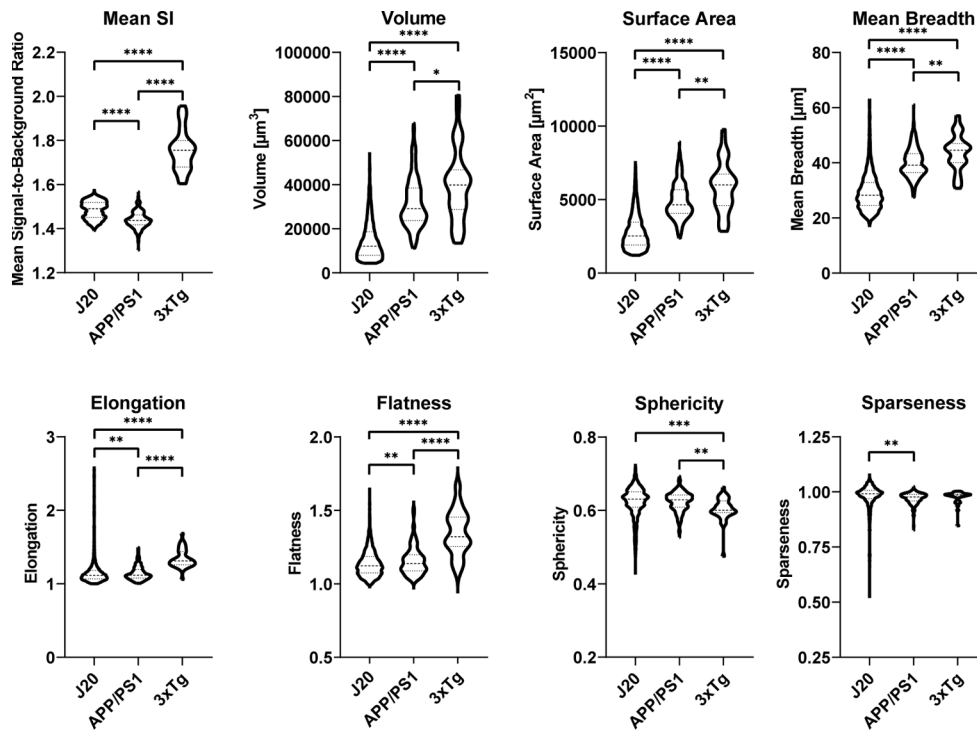 Mean SI
Mean Signal-to-Background Ratio
2.2
2.0
1.8
1.6
1.4
1.2
****
****
****
J20
APP/PS1
3xTg
Volume
Volume [µm³]
100000
80000
60000
40000
20000
0
****
****
*
J20
APP/PS1
3xTg
Surface Area
Surface Area [µm²]
15000
10000
5000
0
****
****
**
J20
APP/PS1
3xTg
Mean Breadth
Mean Breadth [µm]
80
60
40
20
0
****
****
**
J20
APP/PS1
3xTg
Elongation
Elongation
3
2
1
0
****
**
****
J20
APP/PS1
3xTg
Flatness
Flatness
2.0
1.5
1.0
0.5
****
**
****
J20
APP/PS1
3xTg
Sphericity
Sphericity
0.8
0.6
0.4
0.2
***
**
J20
APP/PS1
3xTg
Sparseness
Sparseness
1.25
1.00
0.75
0.50
0.25
**
J20
APP/PS1
3xTg